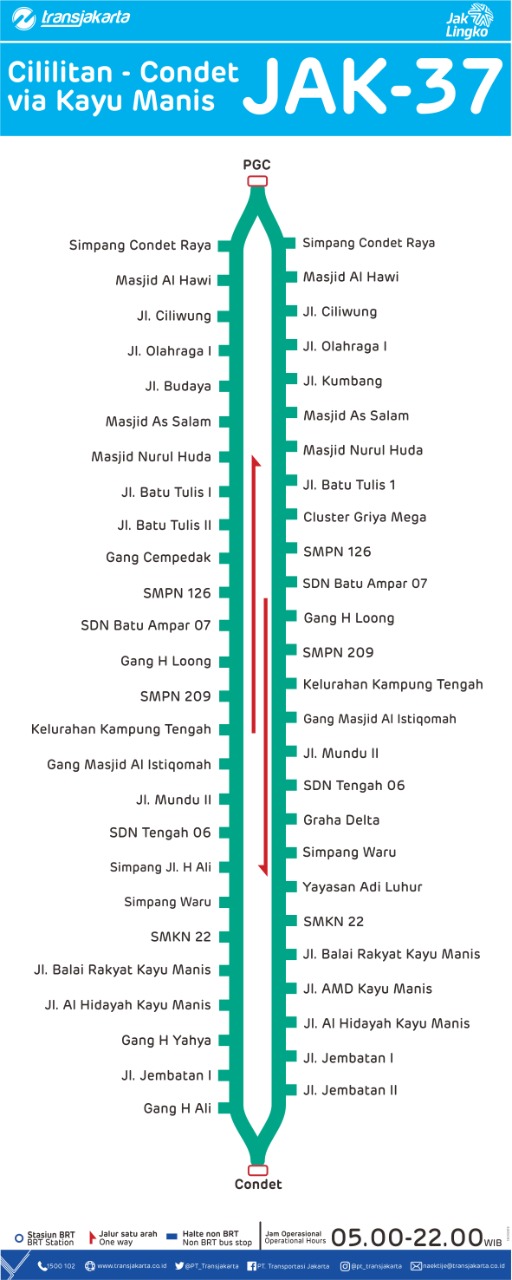 transjakarta
Jak
Lingko
Cililitan - Condet
via Kayu Manis
JAK-37
PGC
Simpang Condet Raya
Masjid Al Hawi
Jl. Ciliwung
Jl. Olahraga I
Jl. Budaya
Masjid As Salam
Masjid Nurul Huda
Jl. Batu Tulis I
Jl. Batu Tulis II
Gang Cempedak
SMPN 126
SDN Batu Ampar 07
Gang H Loong
SMPN 209
Kelurahan Kampung Tengah
Gang Masjid Al Istiqomah
Jl. Mundu II
SDN Tengah 06
Simpang Jl. H Ali
Simpang Waru
SMKN 22
Jl. Balai Rakyat Kayu Manis
Jl. Al Hidayah Kayu Manis
Gang H Yahya
Jl. Jembatan I
Gang H Ali
Simpang Condet Raya
Masjid Al Hawi
Jl. Ciliwung
Jl. Olahraga I
Jl. Kumbang
Masjid As Salam
Masjid Nurul Huda
Jl. Batu Tulis 1
Cluster Griya Mega
SMPN 126
SDN Batu Ampar 07
Gang H Loong
SMPN 209
Kelurahan Kampung Tengah
Gang Masjid Al Istiqomah
Jl. Mundu II
SDN Tengah 06
Graha Delta
Simpang Waru
Yayasan Adi Luhur
SMKN 22
Jl. Balai Rakyat Kayu Manis
Jl. AMD Kayu Manis
Jl. Al Hidayah Kayu Manis
Jl. Jembatan I
Jl. Jembatan II
Condet
Stasiun BRT
BRT Station
Jalur satu arah
One way
Halte non BRT
Non BRT bus stop
Jam Operasional
Operational Hours
05.00-22.00 WIB
1500 102
www.transjakarta.co.id
@PT_Transjakarta
PT. Transportasi Jakarta
@pt_transjakarta
naektije@transjakarta.co.id